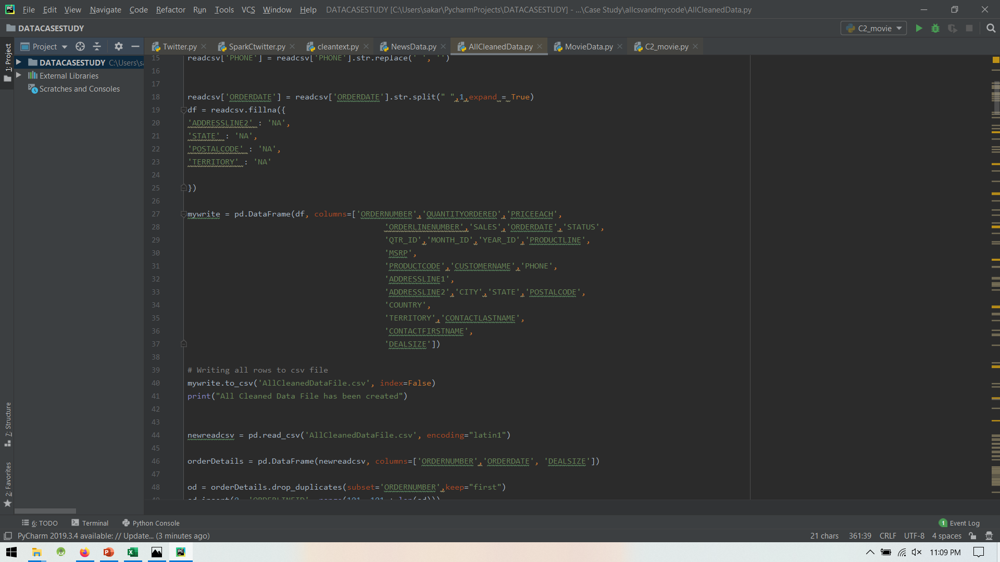 File Edit View Navigate Code Refactor Run Tools VCS Window Help DATACASESTUDY [C:\Users\sakar\PycharmProjects\DATACASESTUDY] - ...\Case Study\allcsvandmycode\AllCleanedData.py
DATACASESTUDY C2_movie
1: Project Project Twitter.py SparkCtwitter.py cleantext.py NewsData.py AllCleanedData.py MovieData.py C2_movie.py
DATACASESTUDY C:\Users\sa
External Libraries
Scratches and Consoles
15 readcsv['PHONE'] = readcsv['PHONE'].str.replace(' ', '')
16
17
18 readcsv['ORDERDATE'] = readcsv['ORDERDATE'].str.split(" ",1,expand = True)
19 df = readcsv.fillna({
20 'ADDRESSLINE2' : 'NA',
21 'STATE' : 'NA',
22 'POSTALCODE' : 'NA',
23 'TERRITORY' : 'NA'
24
25 })
26
27 mywrite = pd.DataFrame(df, columns=['ORDERNUMBER','QUANTITYORDERED','PRICEEACH',
28 'ORDERLINENUMBER','SALES','ORDERDATE','STATUS',
29 'QTR_ID','MONTH_ID','YEAR_ID','PRODUCTLINE',
30 'MSRP',
31 'PRODUCTCODE','CUSTOMERNAME','PHONE',
32 'ADDRESSLINE1',
33 'ADDRESSLINE2','CITY','STATE','POSTALCODE',
34 'COUNTRY',
35 'TERRITORY','CONTACTLASTNAME',
36 'CONTACTFIRSTNAME',
37 'DEALSIZE'])
38
39 # Writing all rows to csv file
40 mywrite.to_csv('AllCleanedDataFile.csv', index=False)
41 print("All Cleaned Data File has been created")
42
43
44 newreadcsv = pd.read_csv('AllCleanedDataFile.csv', encoding="latin1")
45
46 orderDetails = pd.DataFrame(newreadcsv, columns=['ORDERNUMBER','ORDERDATE', 'DEALSIZE'])
47
48 od = orderDetails.drop_duplicates(subset='ORDERNUMBER',keep="first")
7: Structure
2: Favorites
6: TODO Terminal Python Console 1 Event Log
PyCharm 2019.3.4 available: // Update... (3 minutes ago) 21 chars 361:39 CRLF UTF-8 4 spaces
11:09 PM